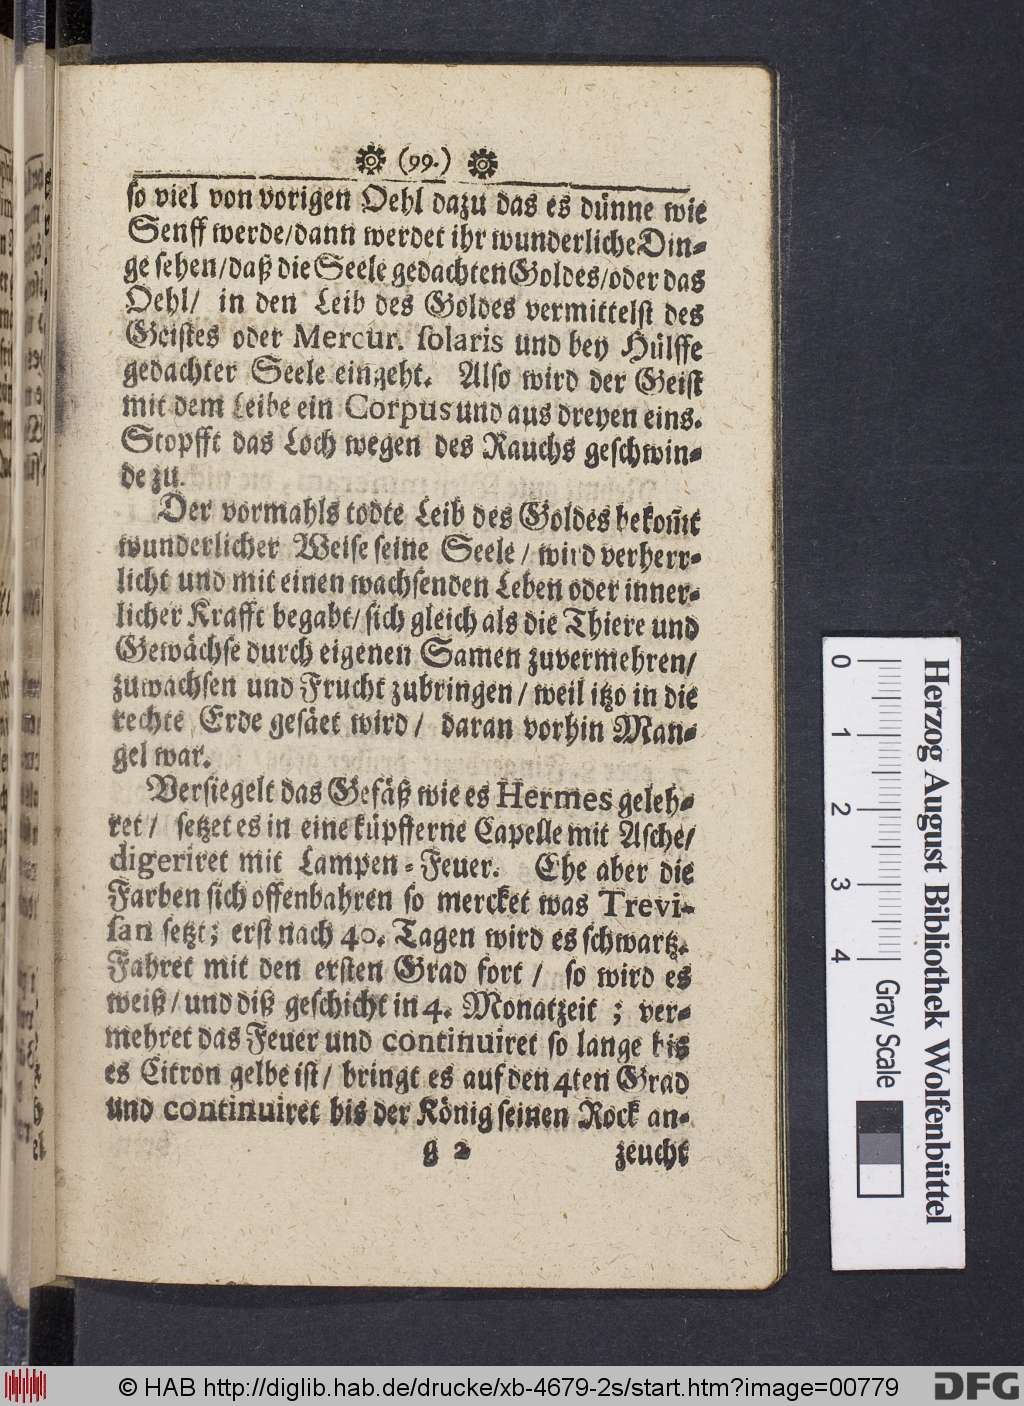 (99.)
so viel von vorigen Oehl dazu das es dünne wie
Senff werde/dann werdet ihr wunderliche Din-
ge sehen/daß die Seele gedachten Goldes/oder das
Oehl/ in den Leib des Goldes vermittelst des
Geistes oder Mercur. solaris und bey Hülffe
gedachter Seele eingeht. Also wird der Geist
mit dem Leibe ein Corpus und aus dreyen eins.
Stopfft das Loch wegen des Rauchs geschwin-
de zu.
Der vormahls todte Leib des Goldes bekom̃t
wunderlicher Weise seine Seele / wird verherr-
licht und mit einen wachsenden Leben oder inner-
licher Krafft begabt/ sich gleich als die Thiere und
Gewächse durch eigenen Samen zuvermehren/
zuwachsen und Frucht zubringen / weil itzo in die
rechte Erde gesäet wird / daran vorhin Man-
gel war.
Versiegelt das Gefäß wie es Hermes geleh-
ret / setzet es in eine küpfferne Capelle mit Asche/
digeriret mit Lampen-Feuer. Ehe aber die
Farben sich offenbahren so mercket was Trevi-
san setzt; erst nach 40. Tagen wird es schwartz.
Fahret mit den ersten Grad fort / so wird es
weiß / und diß geschicht in 4. Monatzeit ; ver-
mehret das Feuer und continuiret so lange bis
es Citron gelbe ist / bringt es auf den 4ten Grad
und continuiret bis der König seinen Rock an-
g 2 zeucht
Herzog August Bibliothek Wolfenbüttel
0 1 2 3 4
Gray Scale
© HAB http://diglib.hab.de/drucke/xb-4679-2s/start.htm?image=00779
DFG